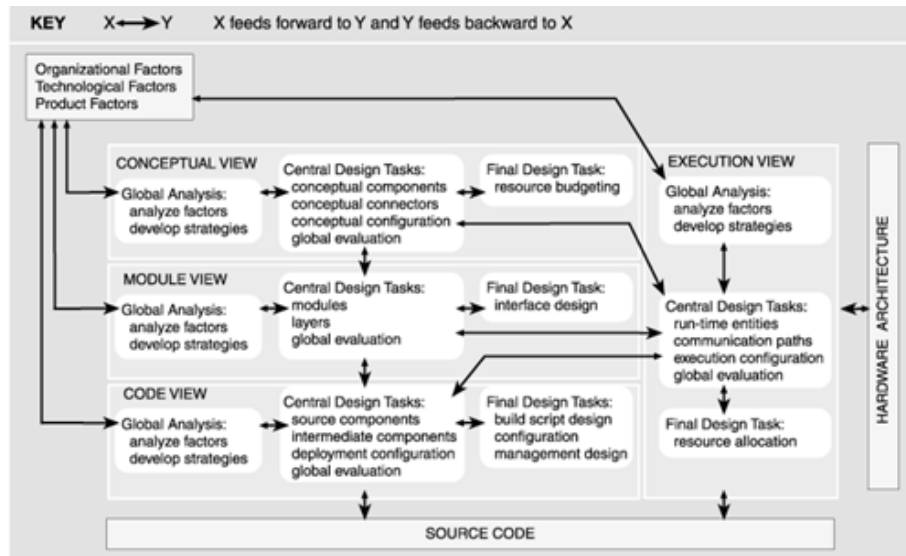 KEY X Y X feeds forward to Y and Y feeds backward to X
Organizational Factors
Technological Factors
Product Factors
CONCEPTUAL VIEW
Global Analysis:
analyze factors
develop strategies
Central Design Tasks:
conceptual components
conceptual connectors
conceptual configuration
global evaluation
Final Design Task:
resource budgeting
MODULE VIEW
Global Analysis:
analyze factors
develop strategies
Central Design Tasks:
modules
layers
global evaluation
Final Design Task:
interface design
CODE VIEW
Global Analysis:
analyze factors
develop strategies
Central Design Tasks:
source components
intermediate components
deployment configuration
global evaluation
Final Design Tasks:
build script design
configuration
management design
EXECUTION VIEW
Global Analysis:
analyze factors
develop strategies
Central Design Tasks:
run-time entities
communication paths
execution configuration
global evaluation
Final Design Task:
resource allocation
HARDWARE ARCHITECTURE
SOURCE CODE